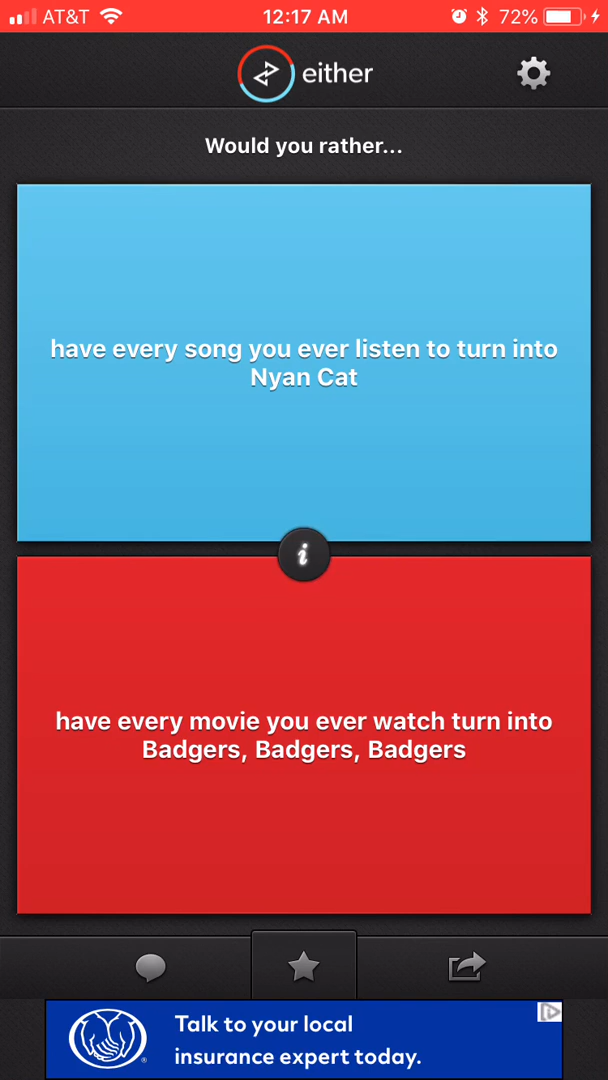 AT&T 12:17 AM 72%
either
Would you rather...
have every song you ever listen to turn into
Nyan Cat
i
have every movie you ever watch turn into
Badgers, Badgers, Badgers
Talk to your local
insurance expert today.